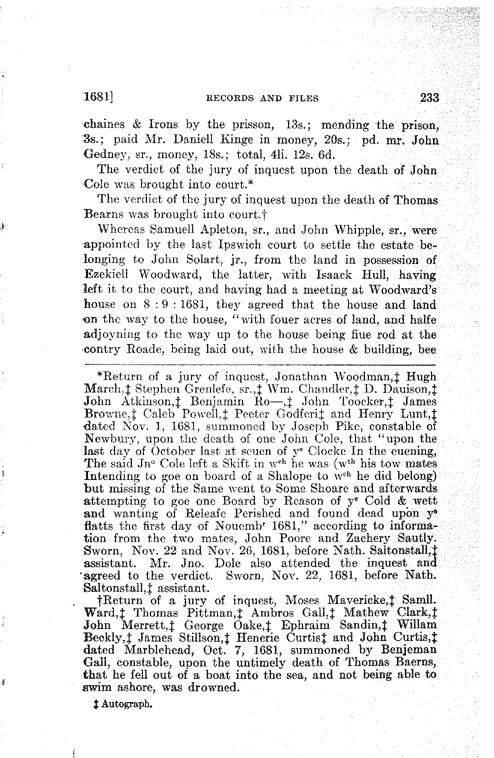 1681] RECORDS AND FILES 233
chaines & Irons by the prisson, 13s.; mending the prison,
3s.; paid Mr. Daniell Kinge in money, 20s.; pd. mr. John
Gedney, sr., money, 18s.; total, 4li. 12s. 6d.
The verdict of the jury of inquest upon the death of John
Cole was brought into court.*
The verdict of the jury of inquest upon the death of Thomas
Bearns was brought into court.†
Whereas Samuell Apleton, sr., and John Whipple, sr., were
appointed by the last Ipswich court to settle the estate be-
longing to John Solart, jr., from the land in possession of
Ezekiell Woodward, the latter, with Isaack Hull, having
left it to the court, and having had a meeting at Woodward's
house on 8 : 9 : 1681, they agreed that the house and land
on the way to the house, "with fouer acres of land, and halfe
adjoyning to the way up to the house being fiue rod at the
contry Roade, being laid out, with the house & building, bee
*Return of a jury of inquest, Jonathan Woodman,‡ Hugh
March,‡ Stephen Grenlefe, sr.,‡ Wm. Chandler,‡ D. Dauison,‡
John Atkinson,‡ Benjamin Ro—,‡ John Toocker,‡ James
Browne,‡ Caleb Powell,‡ Peeter Godferi‡ and Henry Lunt,‡
dated Nov. 1, 1681, summoned by Joseph Pike, constable of
Newbury, upon the death of one John Cole, that "upon the
last day of October last at seuen of yᵉ Clocke In the euening,
The said Jnᵒ Cole left a Skift in wᶜʰ he was (wᵗʰ his tow mates
Intending to goe on board of a Shalope to wᶜʰ he did belong)
but missing of the Same went to Some Shoare and afterwards
attempting to goe one Board by Reason of yᵉ Cold & wett
and wanting of Releafe Perished and found dead upon yᵉ
flatts the first day of Nouembʳ 1681," according to informa-
tion from the two mates, John Poore and Zachery Sautly.
Sworn, Nov. 22 and Nov. 26, 1681, before Nath. Saltonstall,‡
assistant. Mr. Jno. Dole also attended the inquest and
agreed to the verdict. Sworn, Nov. 22, 1681, before Nath.
Saltonstall,‡ assistant.
†Return of a jury of inquest, Moses Mavericke,‡ Samll.
Ward,‡ Thomas Pittman,‡ Ambros Gall,‡ Mathew Clark,‡
John Merrett,‡ George Oake,‡ Ephraim Sandin,‡ Willam
Beckly,‡ James Stillson,‡ Henerie Curtis‡ and John Curtis,‡
dated Marblehead, Oct. 7, 1681, summoned by Benjeman
Gall, constable, upon the untimely death of Thomas Baerns,
that he fell out of a boat into the sea, and not being able to
swim ashore, was drowned.
‡ Autograph.